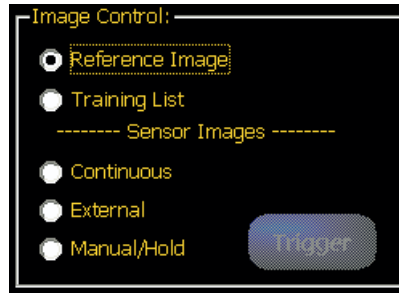 Image Control:
Reference Image
Training List
-------- Sensor Images --------
Continuous
External
Manual/Hold
Trigger